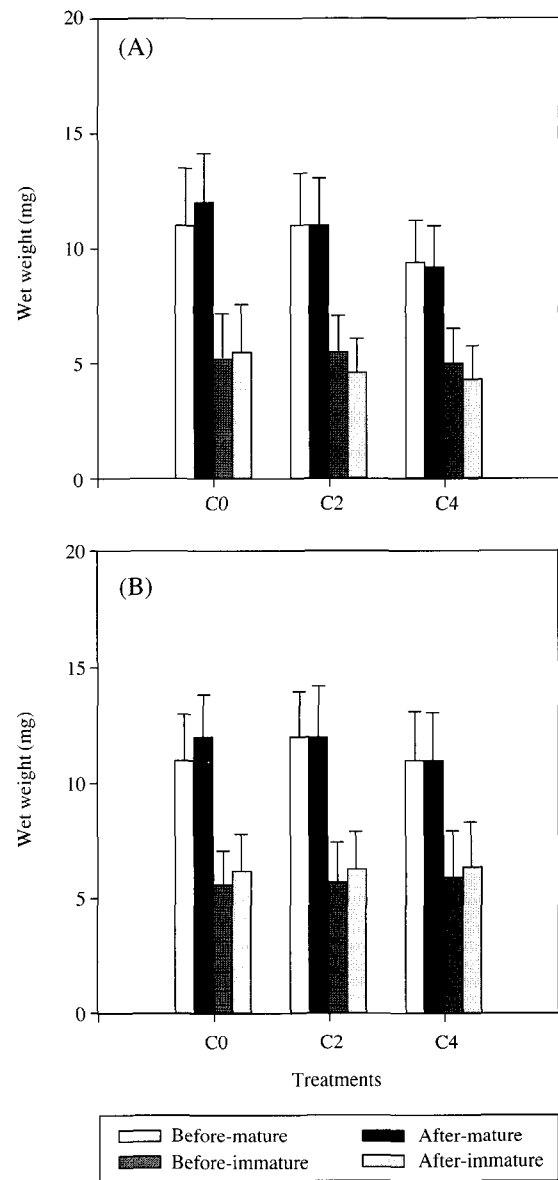 20
(A)
15
Wet weight (mg)
10
5
0
C0 C2 C4
20
(B)
15
Wet weight (mg)
10
5
0
C0 C2 C4
Treatments
Before-mature After-mature
Before-immature After-immature